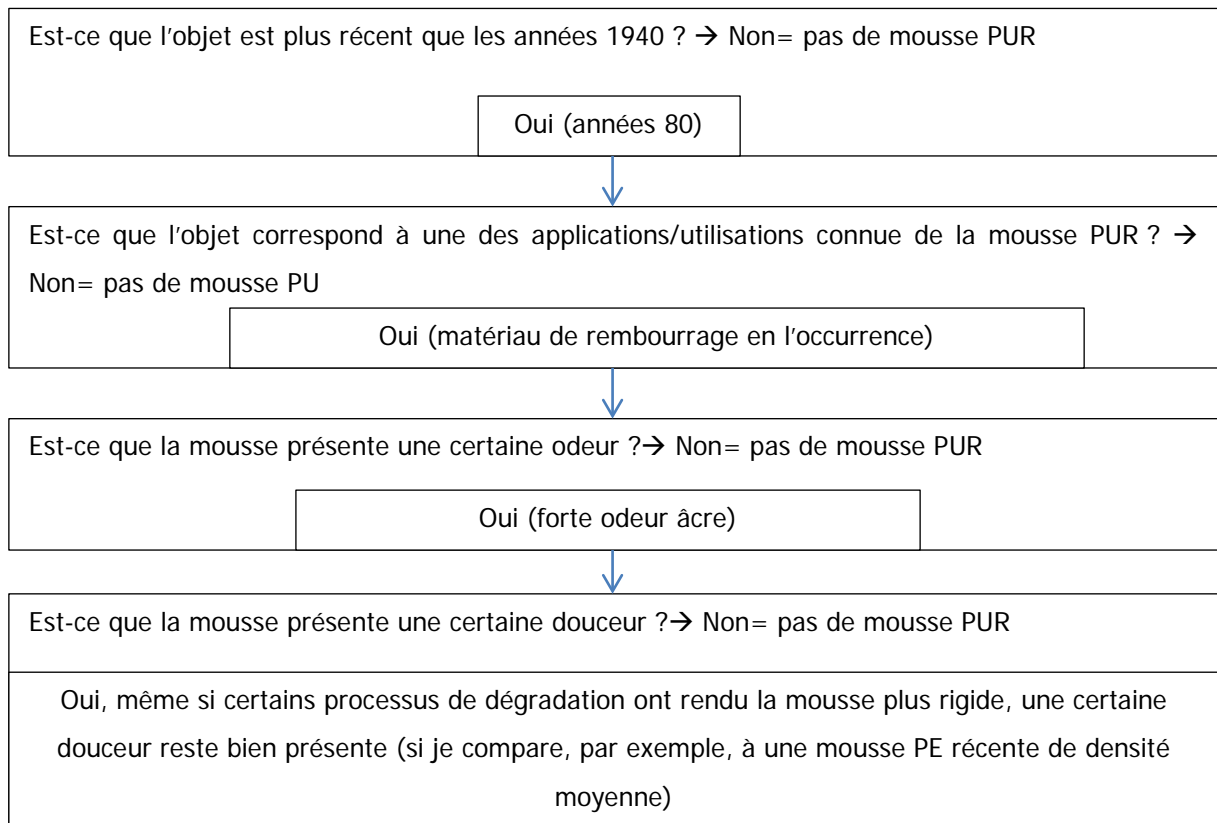 Est-ce que l'objet est plus récent que les années 1940 ? → Non= pas de mousse PUR
Oui (années 80)
Est-ce que l'objet correspond à une des applications/utilisations connue de la mousse PUR ? →
Non= pas de mousse PU
Oui (matériau de rembourrage en l'occurrence)
Est-ce que la mousse présente une certaine odeur ?→ Non= pas de mousse PUR
Oui (forte odeur âcre)
Est-ce que la mousse présente une certaine douceur ?→ Non= pas de mousse PUR
Oui, même si certains processus de dégradation ont rendu la mousse plus rigide, une certaine
douceur reste bien présente (si je compare, par exemple, à une mousse PE récente de densité
moyenne)